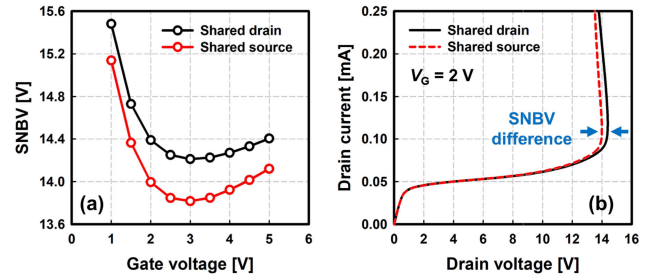 15.6
15.2
14.8
14.4
14.0
13.6
SNBV [V]
Shared drain
Shared source
(a)
0 1 2 3 4 5 6
Gate voltage [V]
0.25
0.20
0.15
0.10
0.05
0.00
Drain current [mA]
Shared drain
Shared source
VG = 2 V
SNBV
difference
(b)
0 2 4 6 8 10 12 14 16
Drain voltage [V]